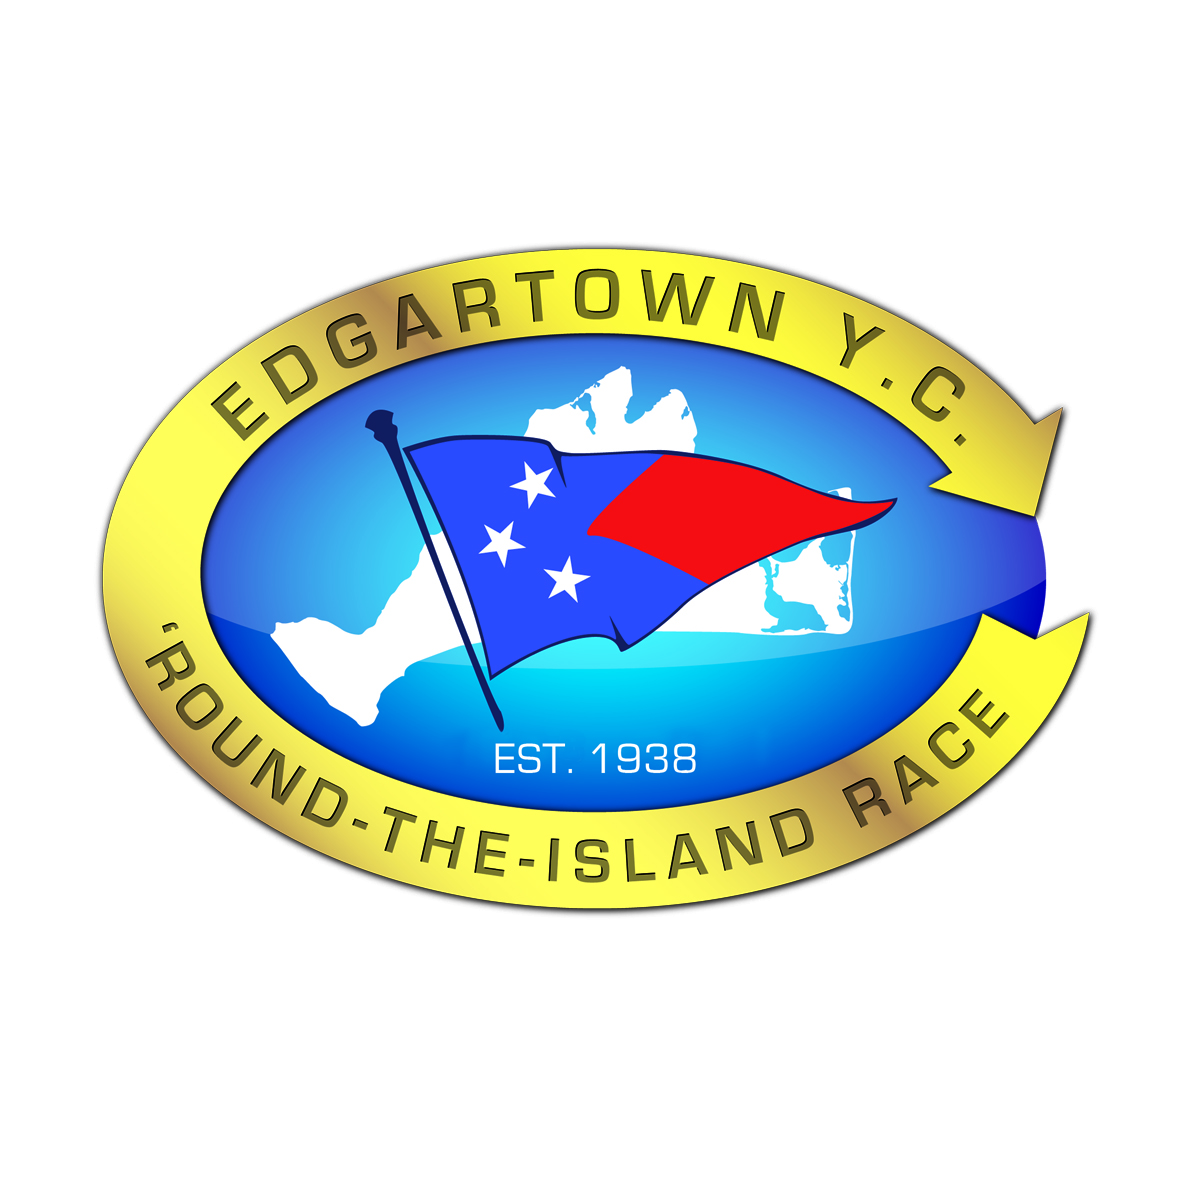 EDGARTOWN Y.C.
EST. 1938
‘ROUND-THE-ISLAND RACE